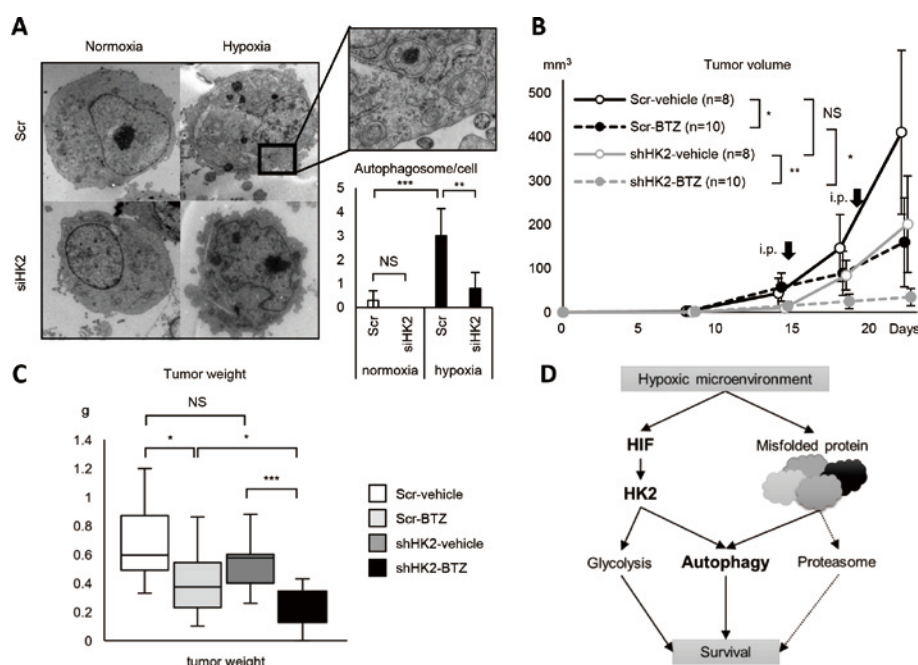 A
Normoxia
Hypoxia
Scr
siHK2
Autophagosome/cell
5
4
3
2
1
0
***
**
NS
Scr
siHK2
Scr
siHK2
normoxia
hypoxia
B
mm3
Tumor volume
500
400
300
200
100
0
Scr-vehicle (n=8)
Scr-BTZ (n=10)
shHK2-vehicle (n=8)
shHK2-BTZ (n=10)
*
**
NS
*
i.p.
i.p.
0
5
10
15
20
Days
C
Tumor weight
g
1.4
1.2
1
0.8
0.6
0.4
0.2
0
NS
*
*
***
tumor weight
Scr-vehicle
Scr-BTZ
shHK2-vehicle
shHK2-BTZ
D
Hypoxic microenvironment
HIF
Misfolded protein
HK2
Glycolysis
Autophagy
Proteasome
Survival